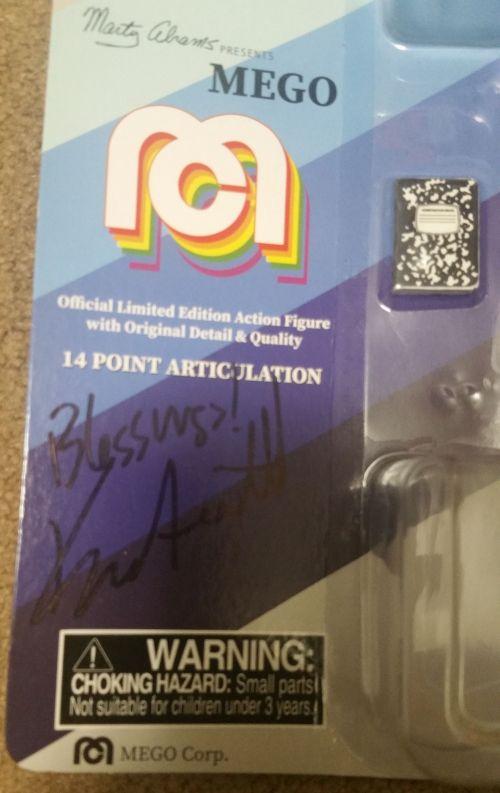 Marty Abrams PRESENTS
MEGO
Official Limited Edition Action Figure
with Original Detail & Quality
14 POINT ARTICULATION
Blessings!
WARNING:
CHOKING HAZARD: Small parts
Not suitable for children under 3 years.
MEGO Corp.